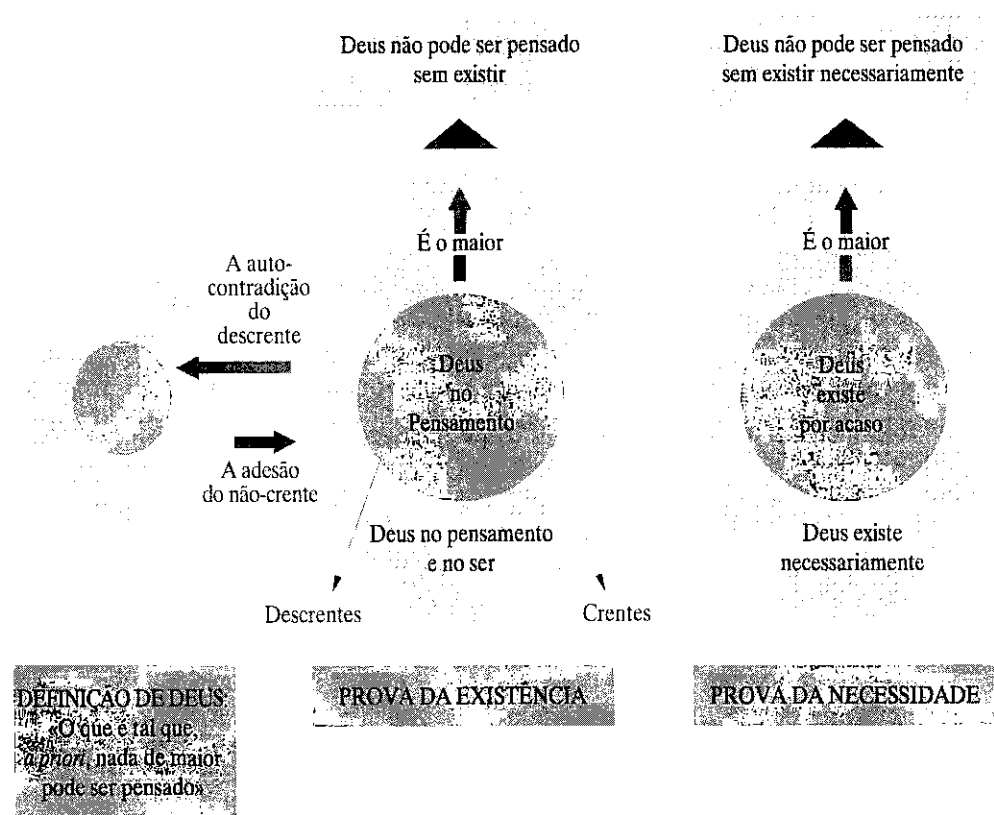 Deus não pode ser pensado
sem existir
Deus não pode ser pensado
sem existir necessariamente
É o maior
É o maior
A auto-
contradição
do
descrente
Deus
no
Pensamento
Deus
existe
por acaso
A adesão
do não-crente
Deus no pensamento
e no ser
Deus existe
necessariamente
Descrentes
Crentes
DEFINIÇÃO DE DEUS:
«O que é tal que,
a priori, nada de maior
pode ser pensado»
PROVA DA EXISTÊNCIA
PROVA DA NECESSIDADE